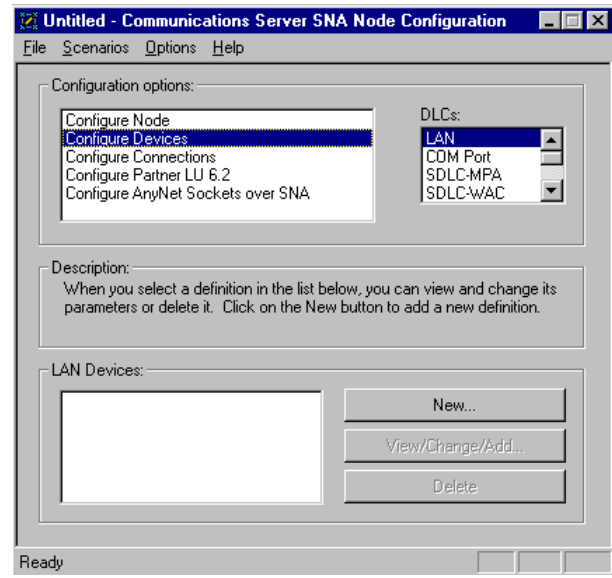 Untitled - Communications Server SNA Node Configuration
File Scenarios Options Help
Configuration options:
Configure Node
Configure Devices
Configure Connections
Configure Partner LU 6.2
Configure AnyNet Sockets over SNA
DLCs:
LAN
COM Port
SDLC-MPA
SDLC-WAC
Description:
When you select a definition in the list below, you can view and change its
parameters or delete it. Click on the New button to add a new definition.
LAN Devices:
New...
View/Change/Add...
Delete
Ready